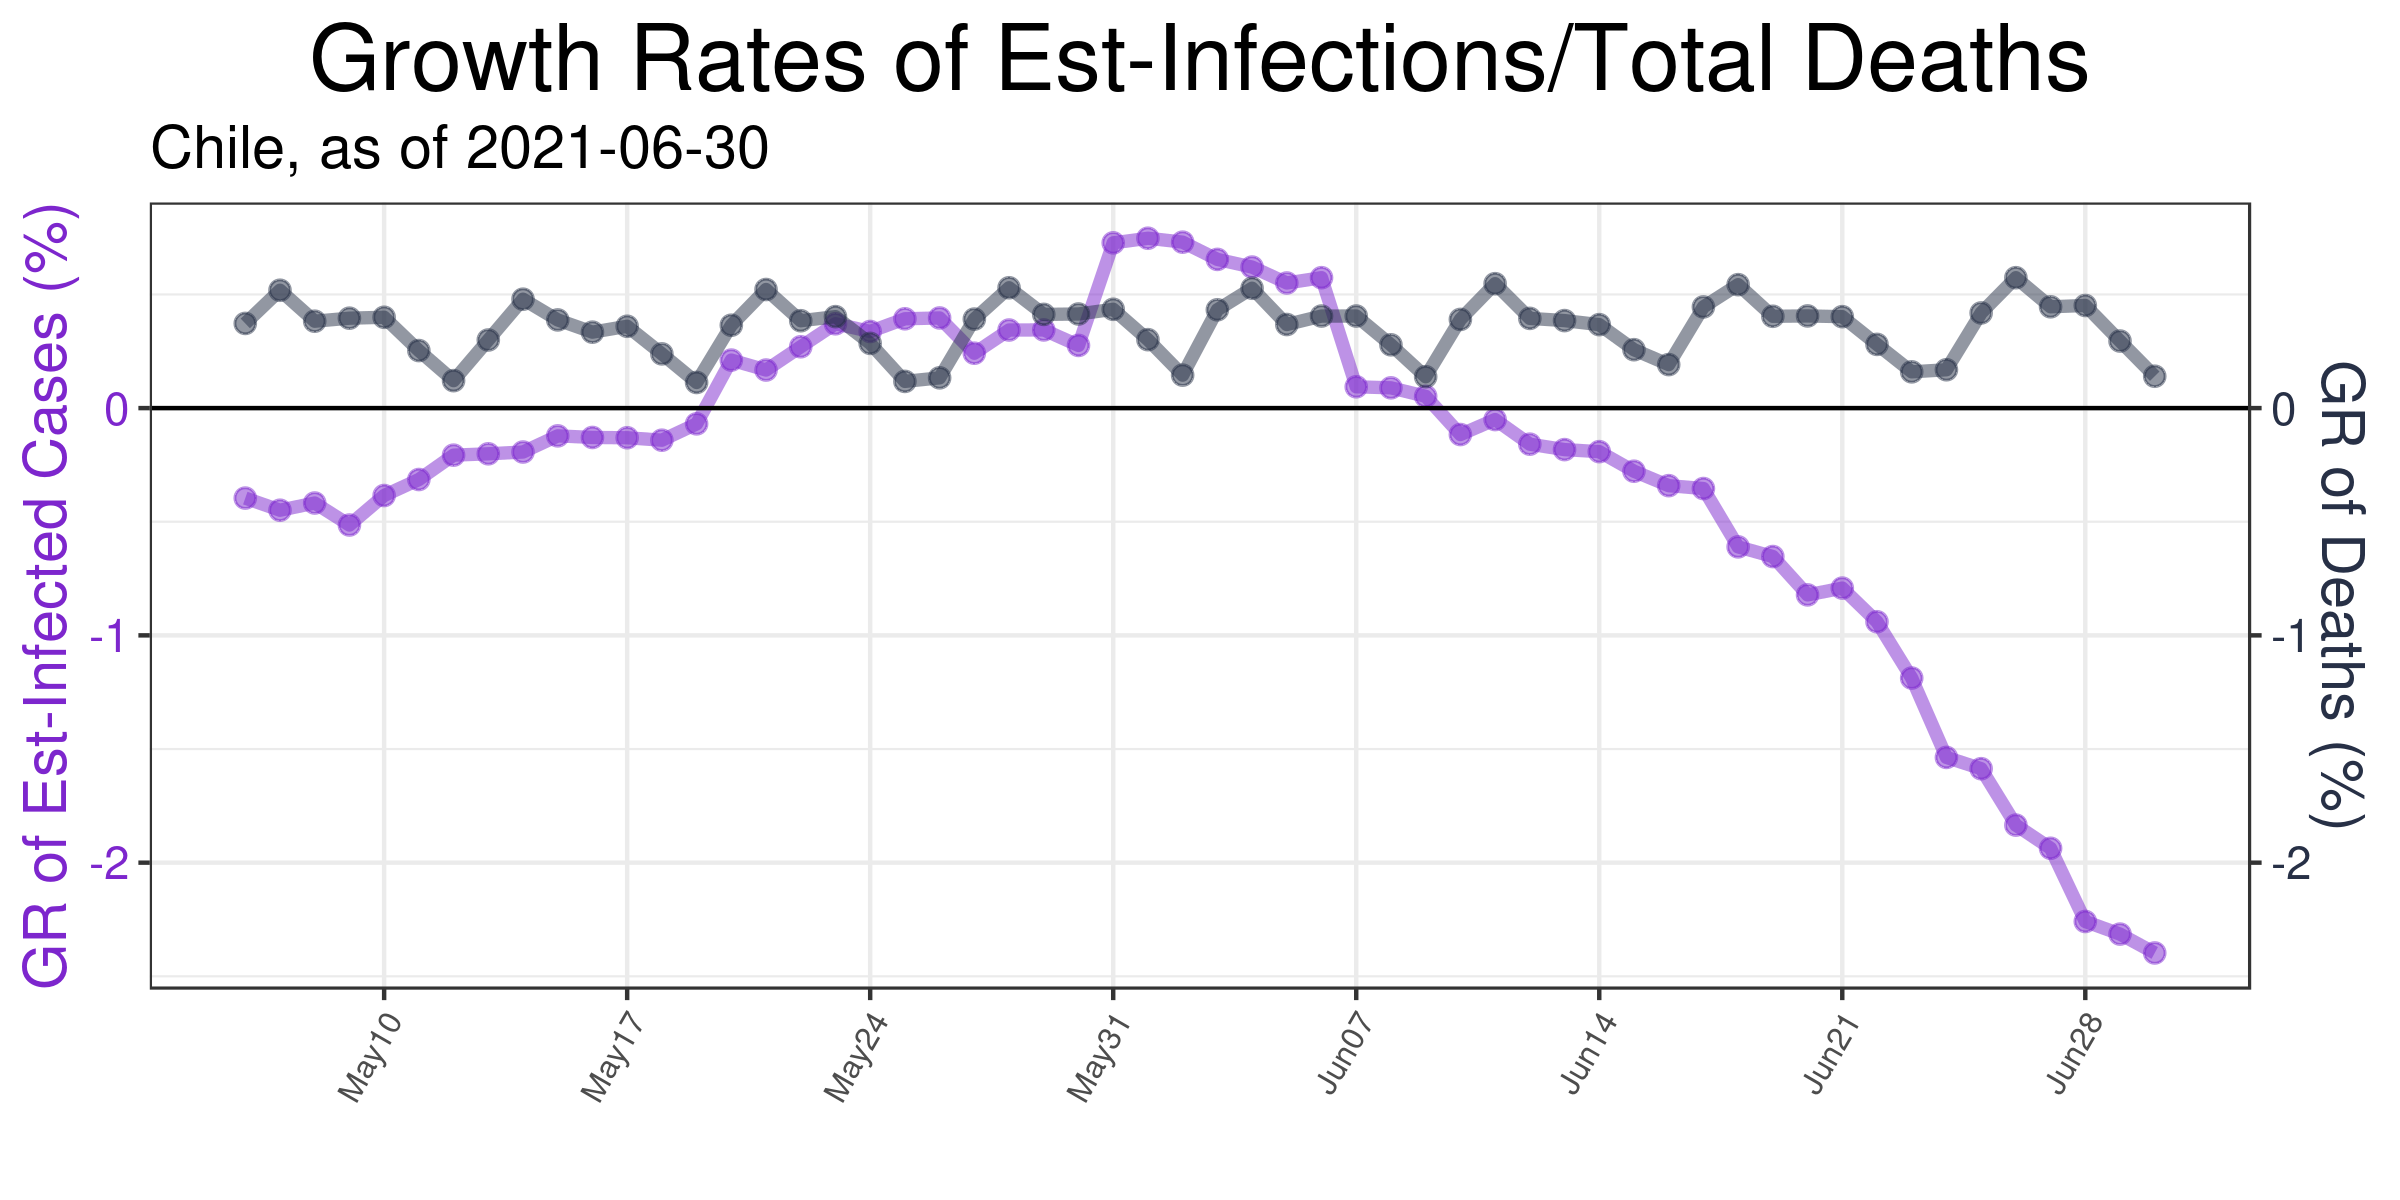 Growth Rates of Est-Infections/Total Deaths
Chile, as of 2021-06-30
GR of Est-Infected Cases (%)
0
-1
-2
0
-1
-2
GR of Deaths (%)
May10
May17
May24
May31
Jun07
Jun14
Jun21
Jun28